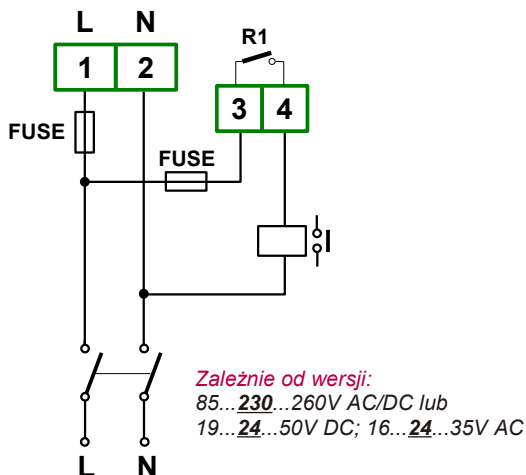 L N
R1
1 2
3 4
FUSE
FUSE
Zależnie od wersji:
85...230...260V AC/DC lub
19...24...50V DC; 16...24...35V AC
L N